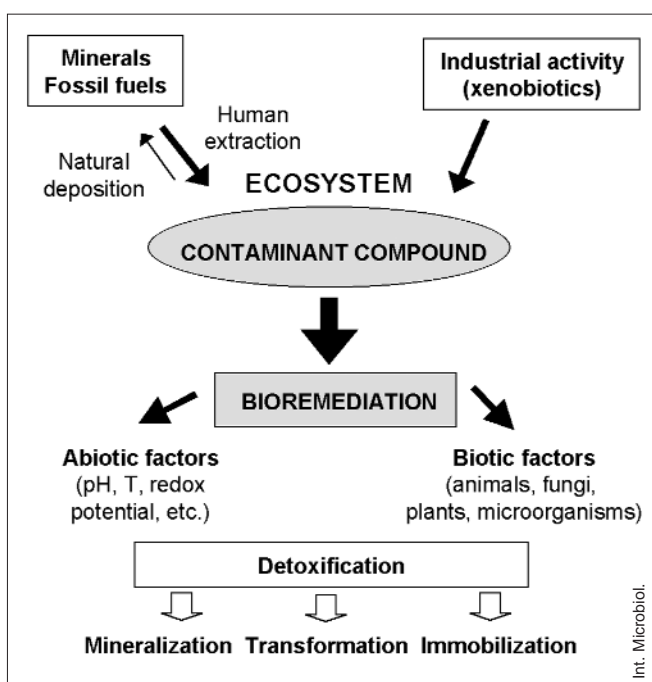 Minerals
Fossil fuels
Industrial activity
(xenobiotics)
Human
extraction
Natural
deposition
ECOSYSTEM
CONTAMINANT COMPOUND
BIOREMEDIATION
Abiotic factors
(pH, T, redox
potential, etc.)
Biotic factors
(animals, fungi,
plants, microorganisms)
Detoxification
Mineralization Transformation Immobilization
Int. Microbiol.